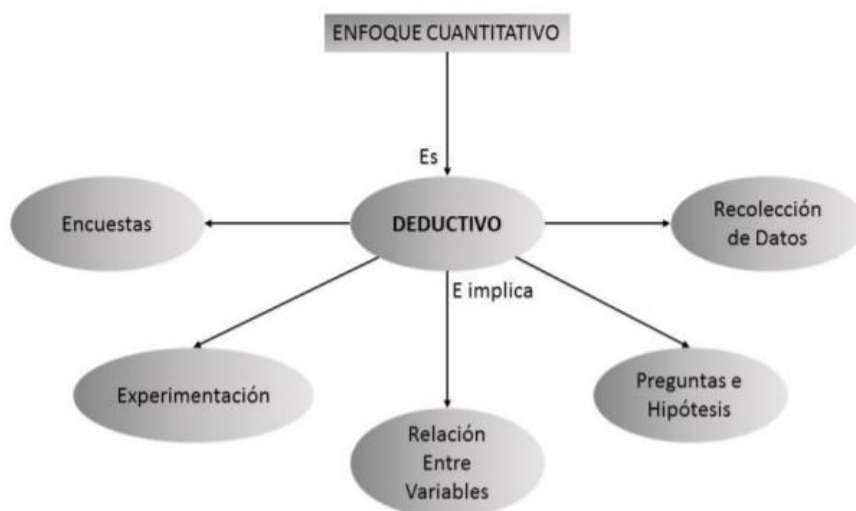 ENFOQUE CUANTITATIVO
Es
Encuestas
DEDUCTIVO
Recolección
de Datos
E implica
Experimentación
Preguntas e
Hipótesis
Relación
Entre
Variables